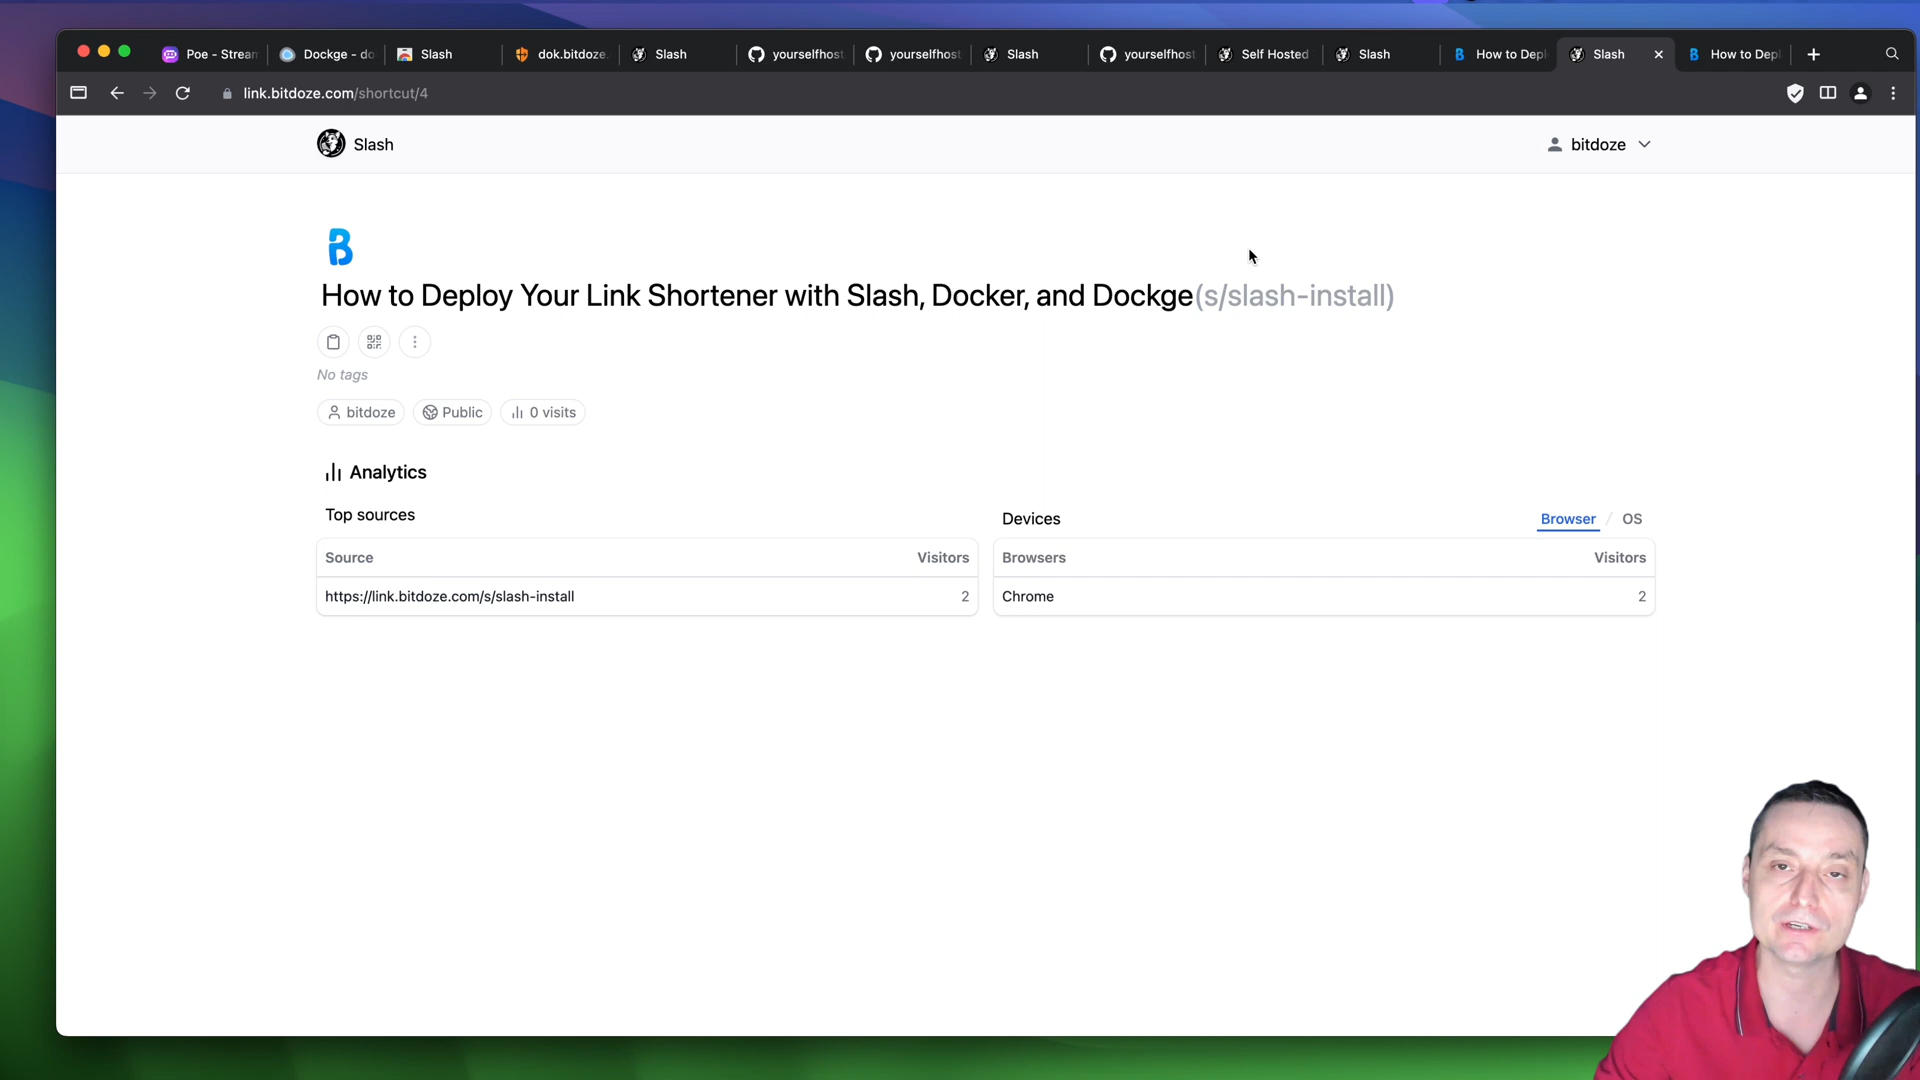 Poe - Stream
Dockge - do
Slash
dok.bitdoze.
Slash
yourselfhost
yourselfhost
Slash
yourselfhost
Self Hosted
Slash
How to Depl
Slash
How to Depl
link.bitdoze.com/shortcut/4
Slash
bitdoze
How to Deploy Your Link Shortener with Slash, Docker, and Dockge(s/slash-install)
No tags
bitdoze
Public
0 visits
Analytics
Top sources
Source Visitors
https://link.bitdoze.com/s/slash-install 2
Devices
Browser / OS
Browsers Visitors
Chrome 2